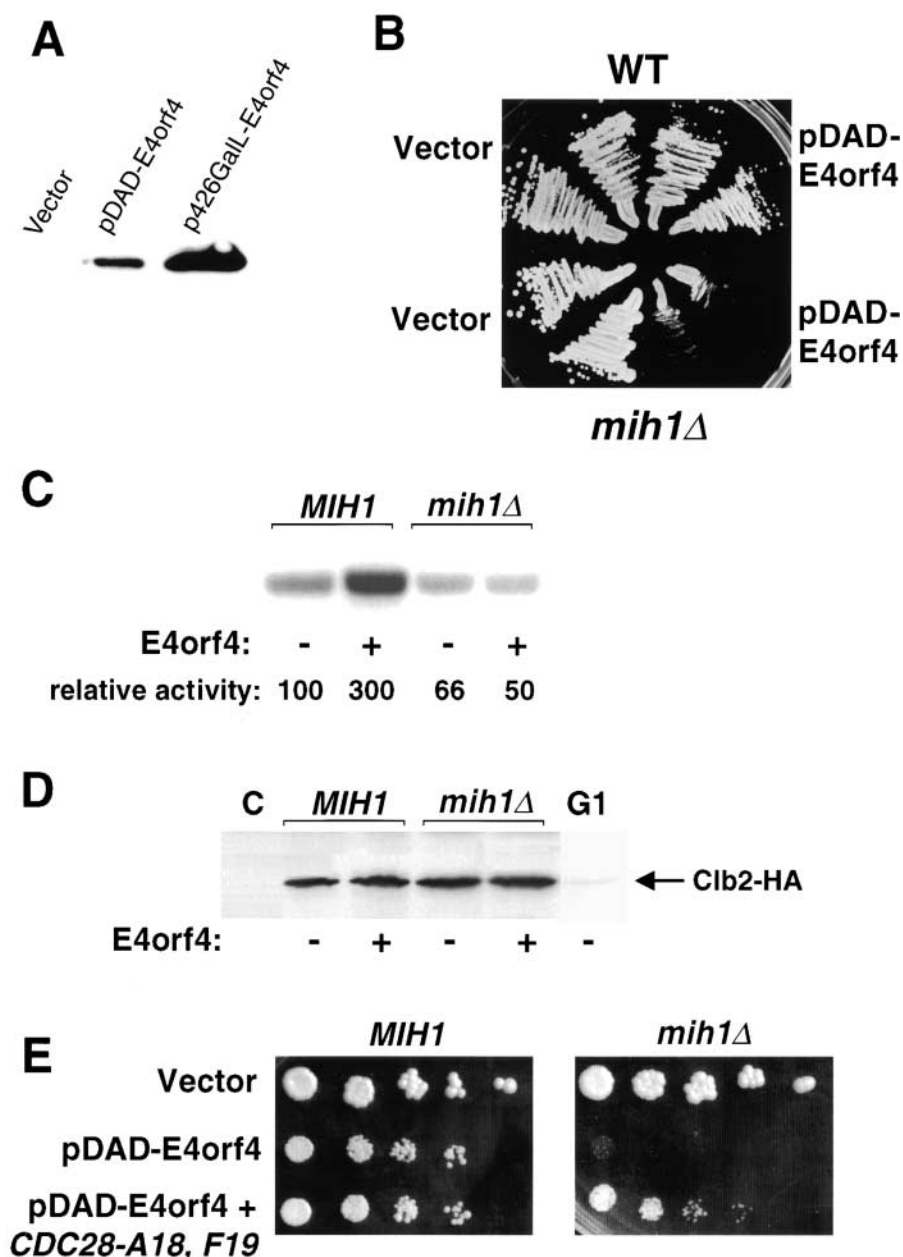 A
Vector
pDAD-E4orf4
p426GalL-E4orf4
B
WT
Vector
pDAD-
E4orf4
Vector
pDAD-
E4orf4
mih1Δ
C
MIH1 mih1Δ
E4orf4: - + - +
relative activity: 100 300 66 50
D
C MIH1 mih1Δ G1
Clb2-HA
E4orf4: - + - + -
E
MIH1 mih1Δ
Vector
pDAD-E4orf4
pDAD-E4orf4 +
CDC28-A18, F19